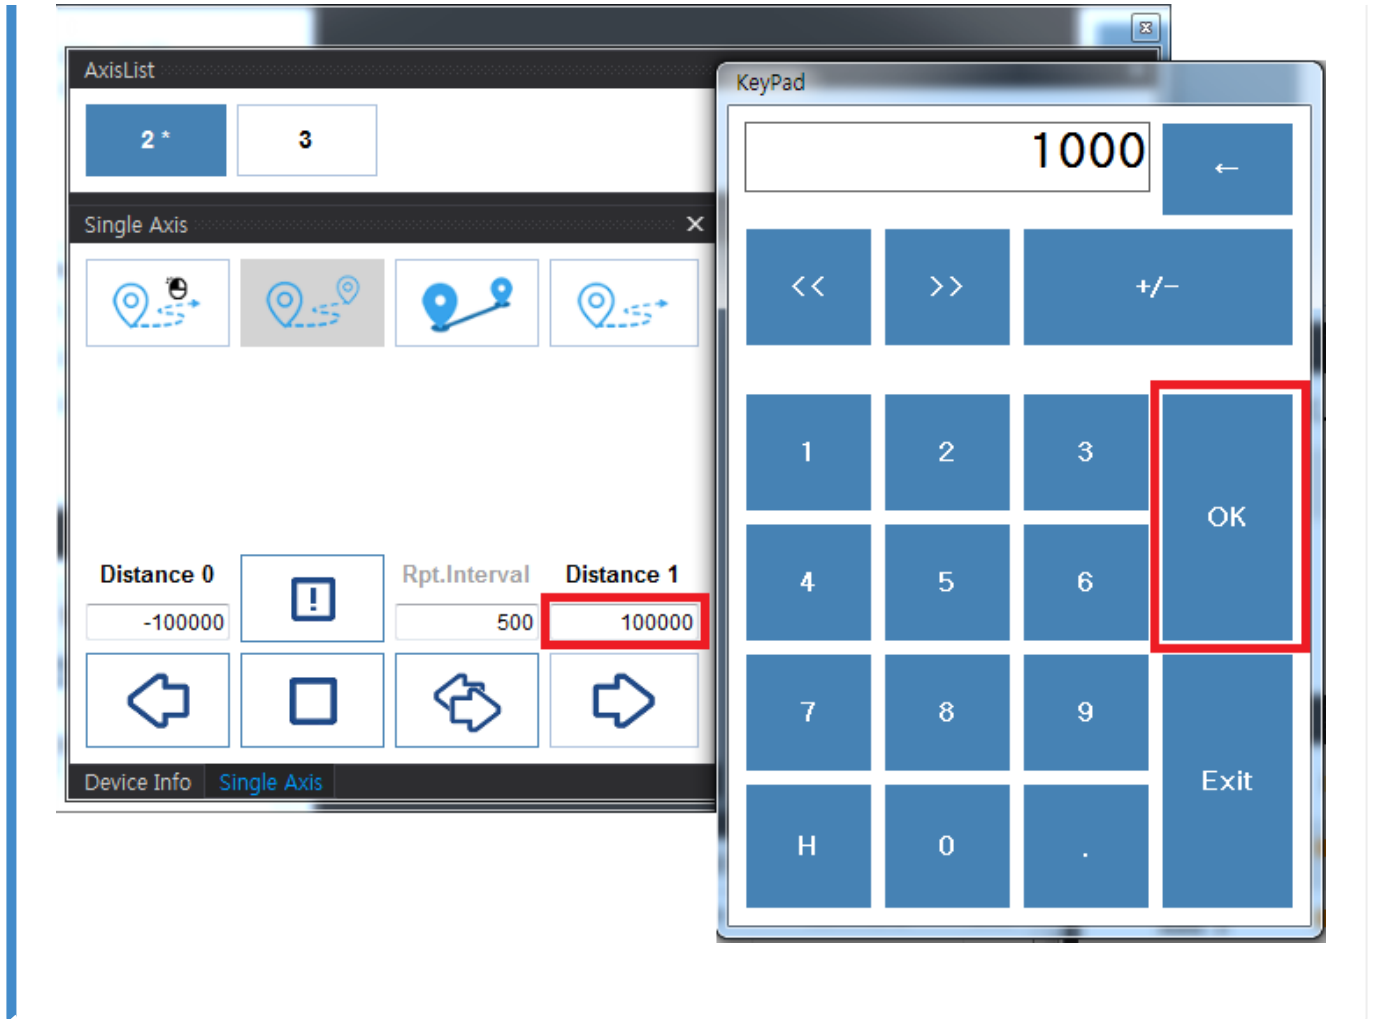 AxisList
2 *
3
Single Axis
Distance 0
Rpt.Interval
Distance 1
-100000
500
100000
Device Info
Single Axis
KeyPad
1000
←
<<
>>
+/-
1
2
3
OK
4
5
6
7
8
9
Exit
H
0
.